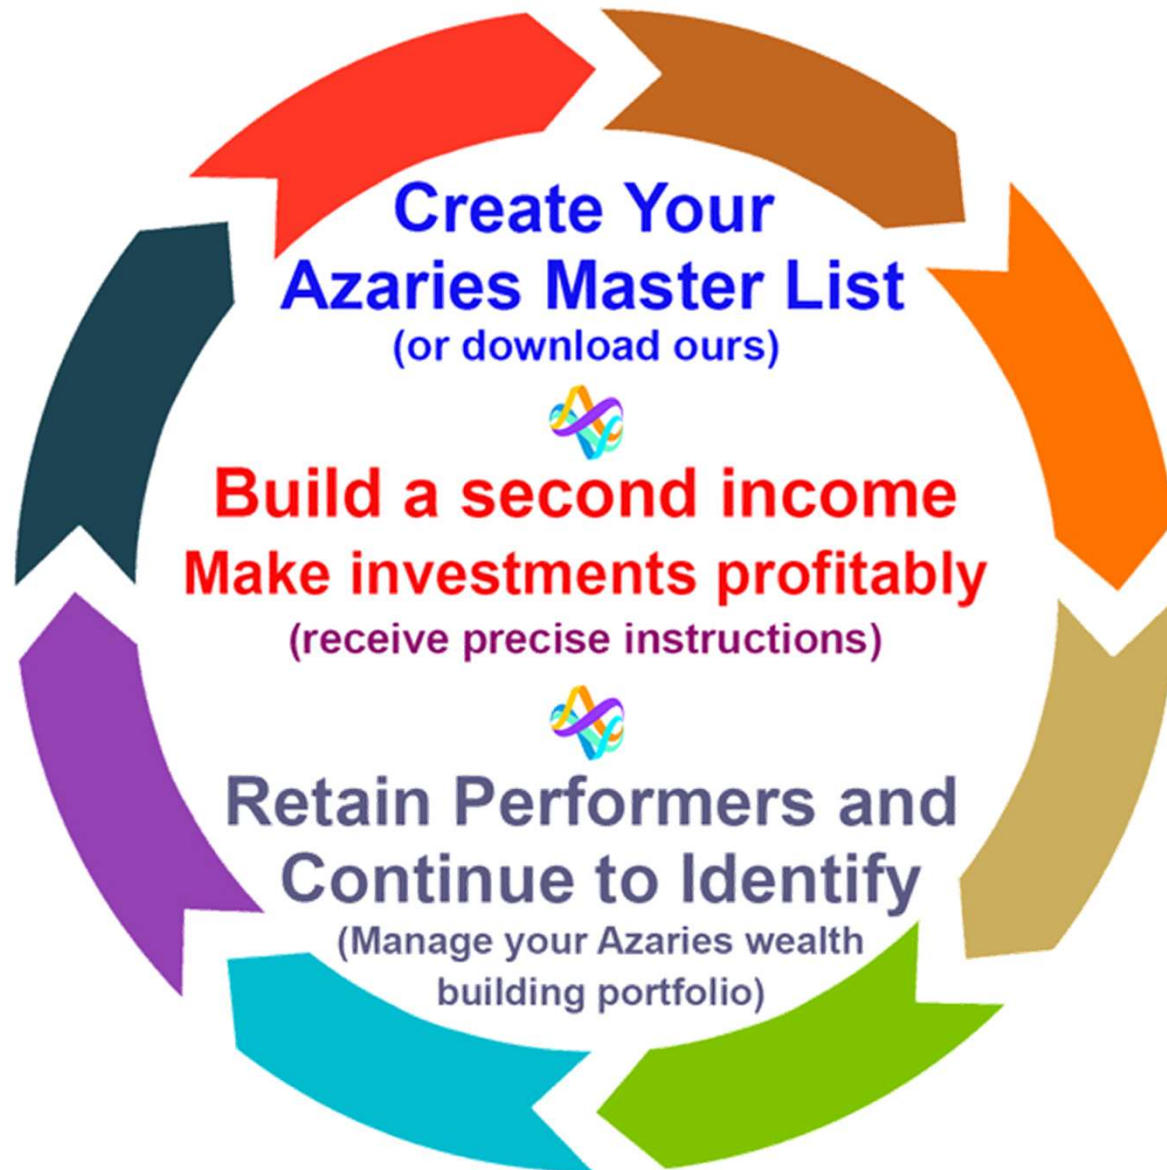 Create Your
Azaries Master List
(or download ours)
Build a second income
Make investments profitably
(receive precise instructions)
Retain Performers and
Continue to Identify
(Manage your Azaries wealth
building portfolio)